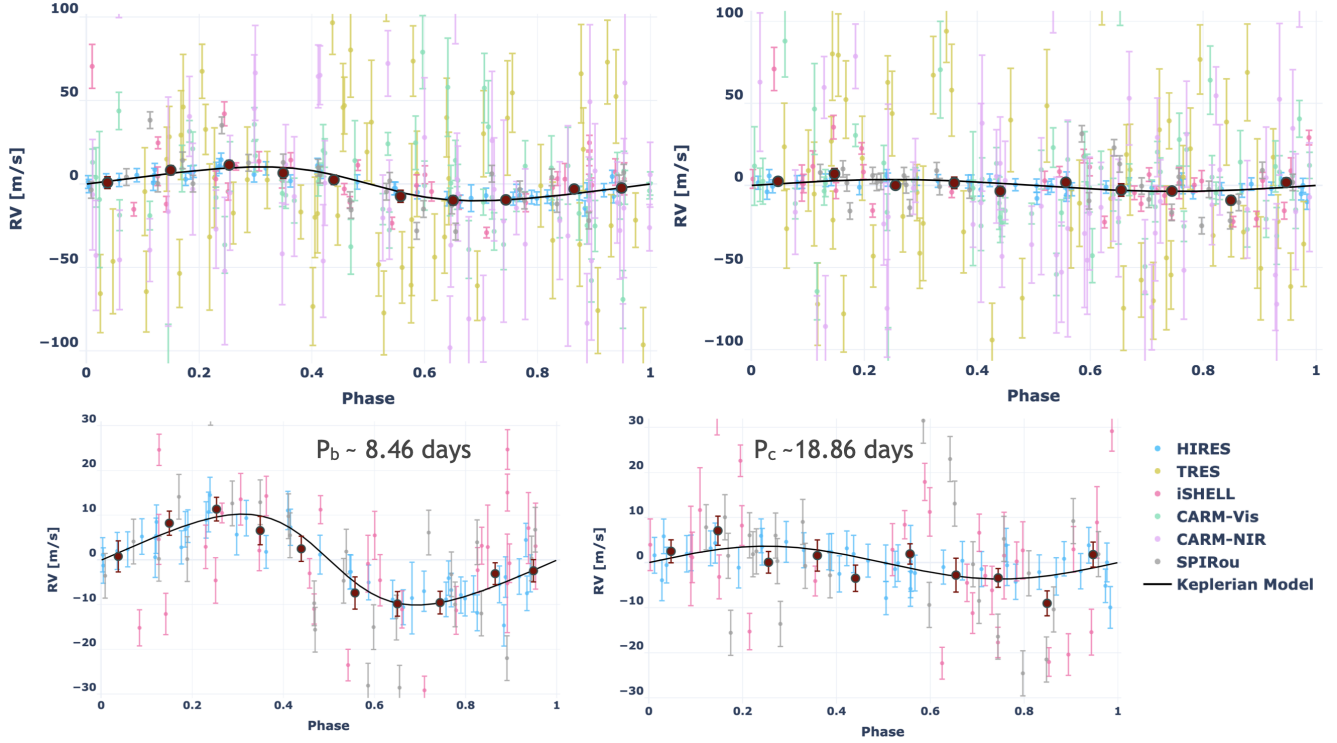 100
50
0
−50
−100
RV [m/s]
0
0.2
0.4
0.6
0.8
1
Phase
100
50
0
−50
−100
RV [m/s]
0
0.2
0.4
0.6
0.8
1
Phase
30
20
10
0
−10
−20
−30
RV [m/s]
P_b ~ 8.46 days
0
0.2
0.4
0.6
0.8
1
Phase
30
20
10
0
−10
−20
−30
RV [m/s]
P_c ~18.86 days
0
0.2
0.4
0.6
0.8
1
Phase
HIRES
TRES
iSHELL
CARM-Vis
CARM-NIR
SPIRou
Keplerian Model